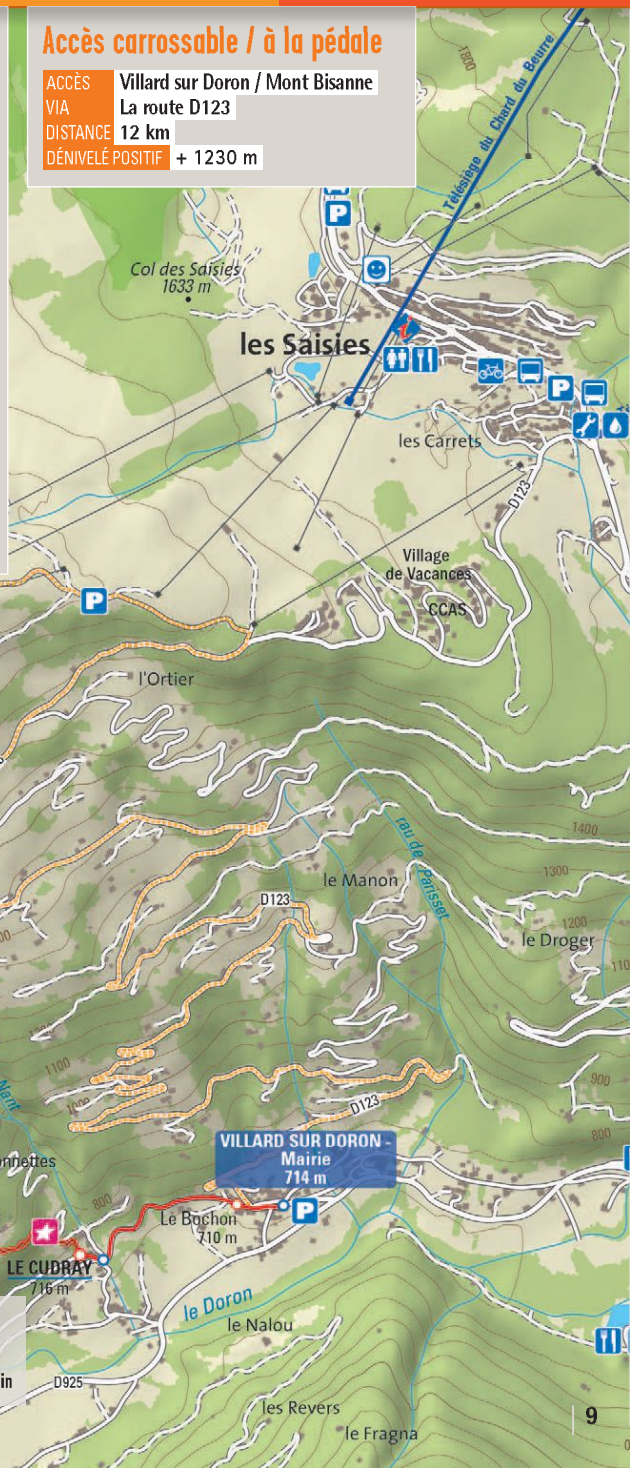 Accès carrossable / à la pédale
ACCÈS Villard sur Doron / Mont Bisanne
VIA La route D123
DISTANCE 12 km
DÉNIVELÉ POSITIF + 1230 m
1800
Télésiège du Chard du Beurre
P
Col des Saisies
1633 m
les Saisies
i
P
les Carrets
D123
Village
de Vacances
CCAS
P
l'Ortier
1400
rau de Parisset
1300
le Manon
D123
1200
le Droger
1100
1000
900
D123
800
Nant
VILLARD SUR DORON -
Mairie
714 m
800
Le Bochon
710 m
P
LE CUDRAY
716 m
le Doron
le Nalou
in
D925
les Revers
9
le Fragna